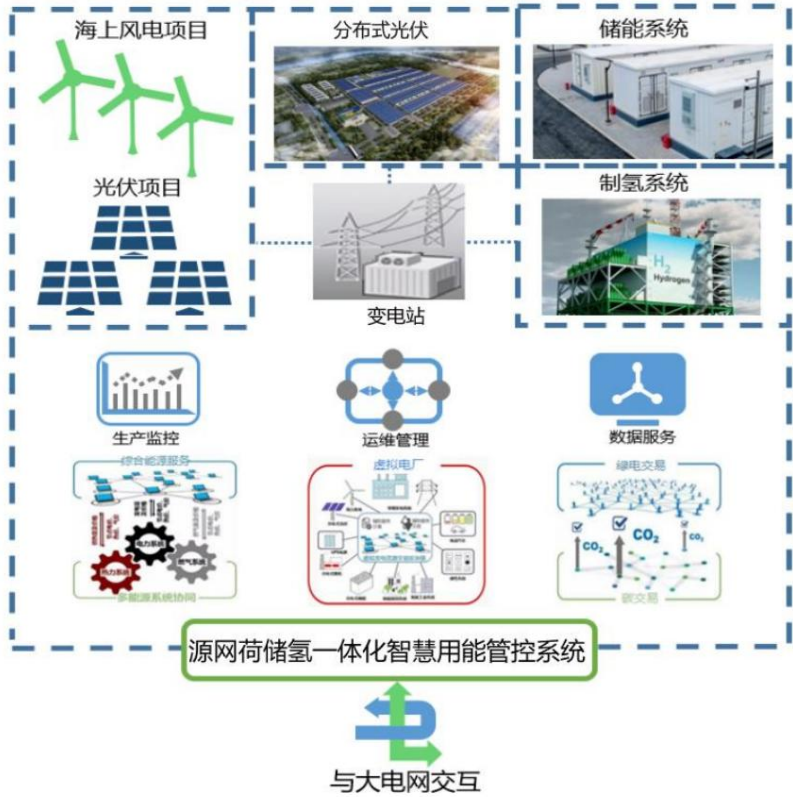 海上风电项目
分布式光伏
储能系统
光伏项目
制氢系统
H2
Hydrogen
变电站
生产监控
运维管理
数据服务
综合能源服务
虚拟电厂
绿电交易
电力系统
热力系统
燃气系统
CO2
CO2
CO2
多能源系统协同
碳交易
源网荷储氢一体化智慧用能管控系统
与大电网交互